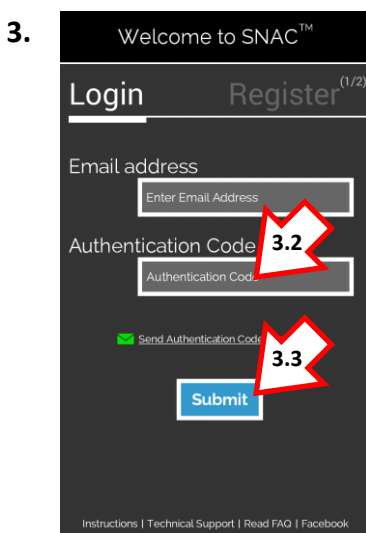 3.
Welcome to SNAC™
Login Register (1/2)
Email address
Enter Email Address
Authentication Code
3.2
Authentication Code
Send Authentication Code
3.3
Submit
Instructions | Technical Support | Read FAQ | Facebook